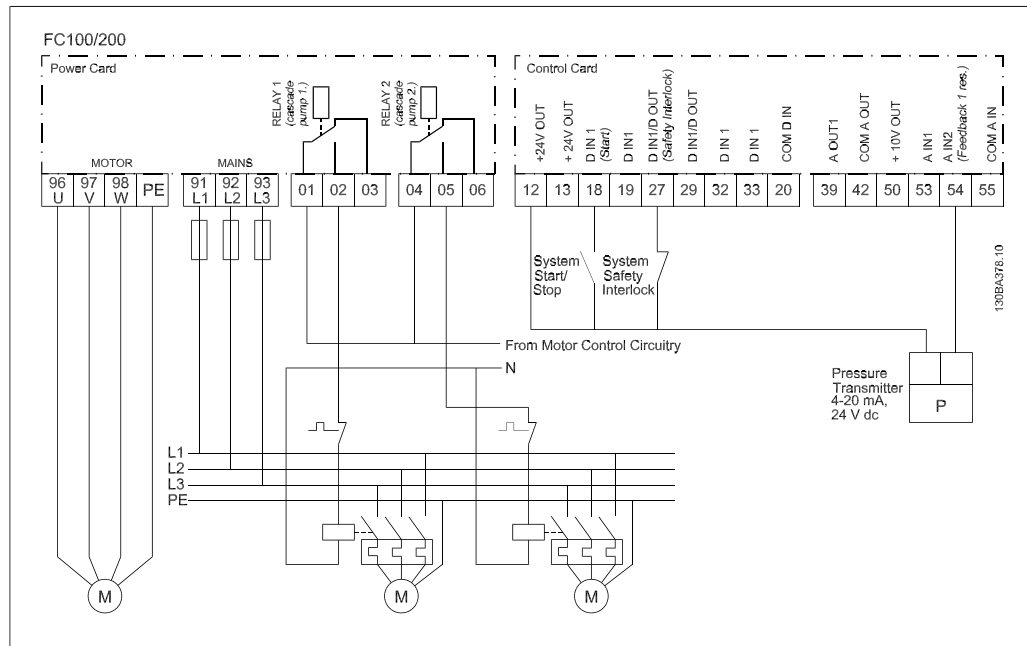 FC100/200
Power Card
Control Card
RELAY 1
(cascade
pump 1.)
RELAY 2
(cascade
pump 2.)
+24V OUT
+ 24V OUT
D IN 1
(Start)
D IN1
D IN1/D OUT
(Safety Interlock)
D IN1/D OUT
D IN 1
D IN 1
COM D IN
A OUT1
COM A OUT
+ 10V OUT
A IN1
A IN2
(Feedback 1 res.)
COM A IN
MOTOR
MAINS
96 97 98 PE 91 92 93 01 02 03 04 05 06 12 13 18 19 27 29 32 33 20 39 42 50 53 54 55
U V W L1 L2 L3
System
Start/
Stop
System
Safety
Interlock
130BA378.10
From Motor Control Circuitry
N
Pressure
Transmitter
4-20 mA,
24 V dc
P
L1
L2
L3
PE
M
M
M